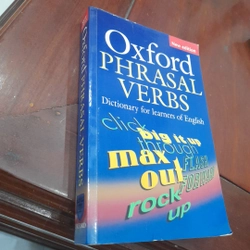 New edition
Oxford
PHRASAL
VERBS
Dictionary for learners of English
click
big it up
through
max
out
rock
up
Oxford PHRASAL VERBS